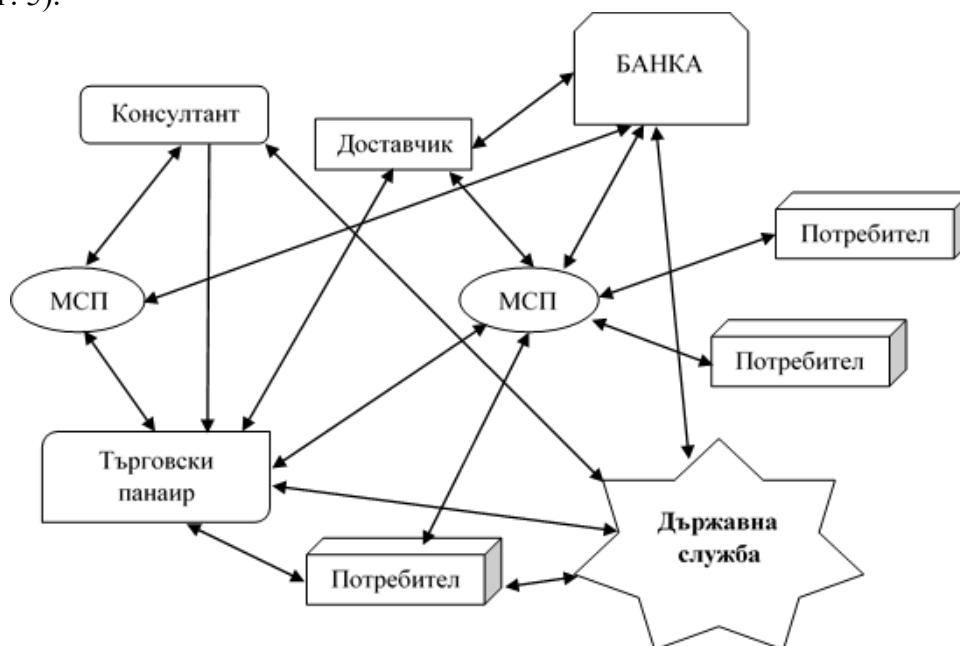 БАНКА
Консултант
Доставчик
Потребител
МСП
МСП
Потребител
Търговски
панаир
Държавна
служба
Потребител